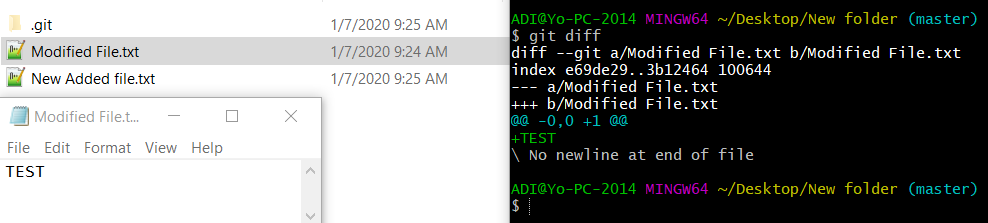 .git 1/7/2020 9:25 AM
Modified File.txt 1/7/2020 9:24 AM
New Added file.txt 1/7/2020 9:25 AM
Modified File.t...
File Edit Format View Help
TEST
ADI@Yo-PC-2014 MINGW64 ~/Desktop/New folder (master)
$ git diff
diff --git a/Modified File.txt b/Modified File.txt
index e69de29..3b12464 100644
--- a/Modified File.txt
+++ b/Modified File.txt
@@ -0,0 +1 @@
+TEST
\ No newline at end of file
ADI@Yo-PC-2014 MINGW64 ~/Desktop/New folder (master)
$